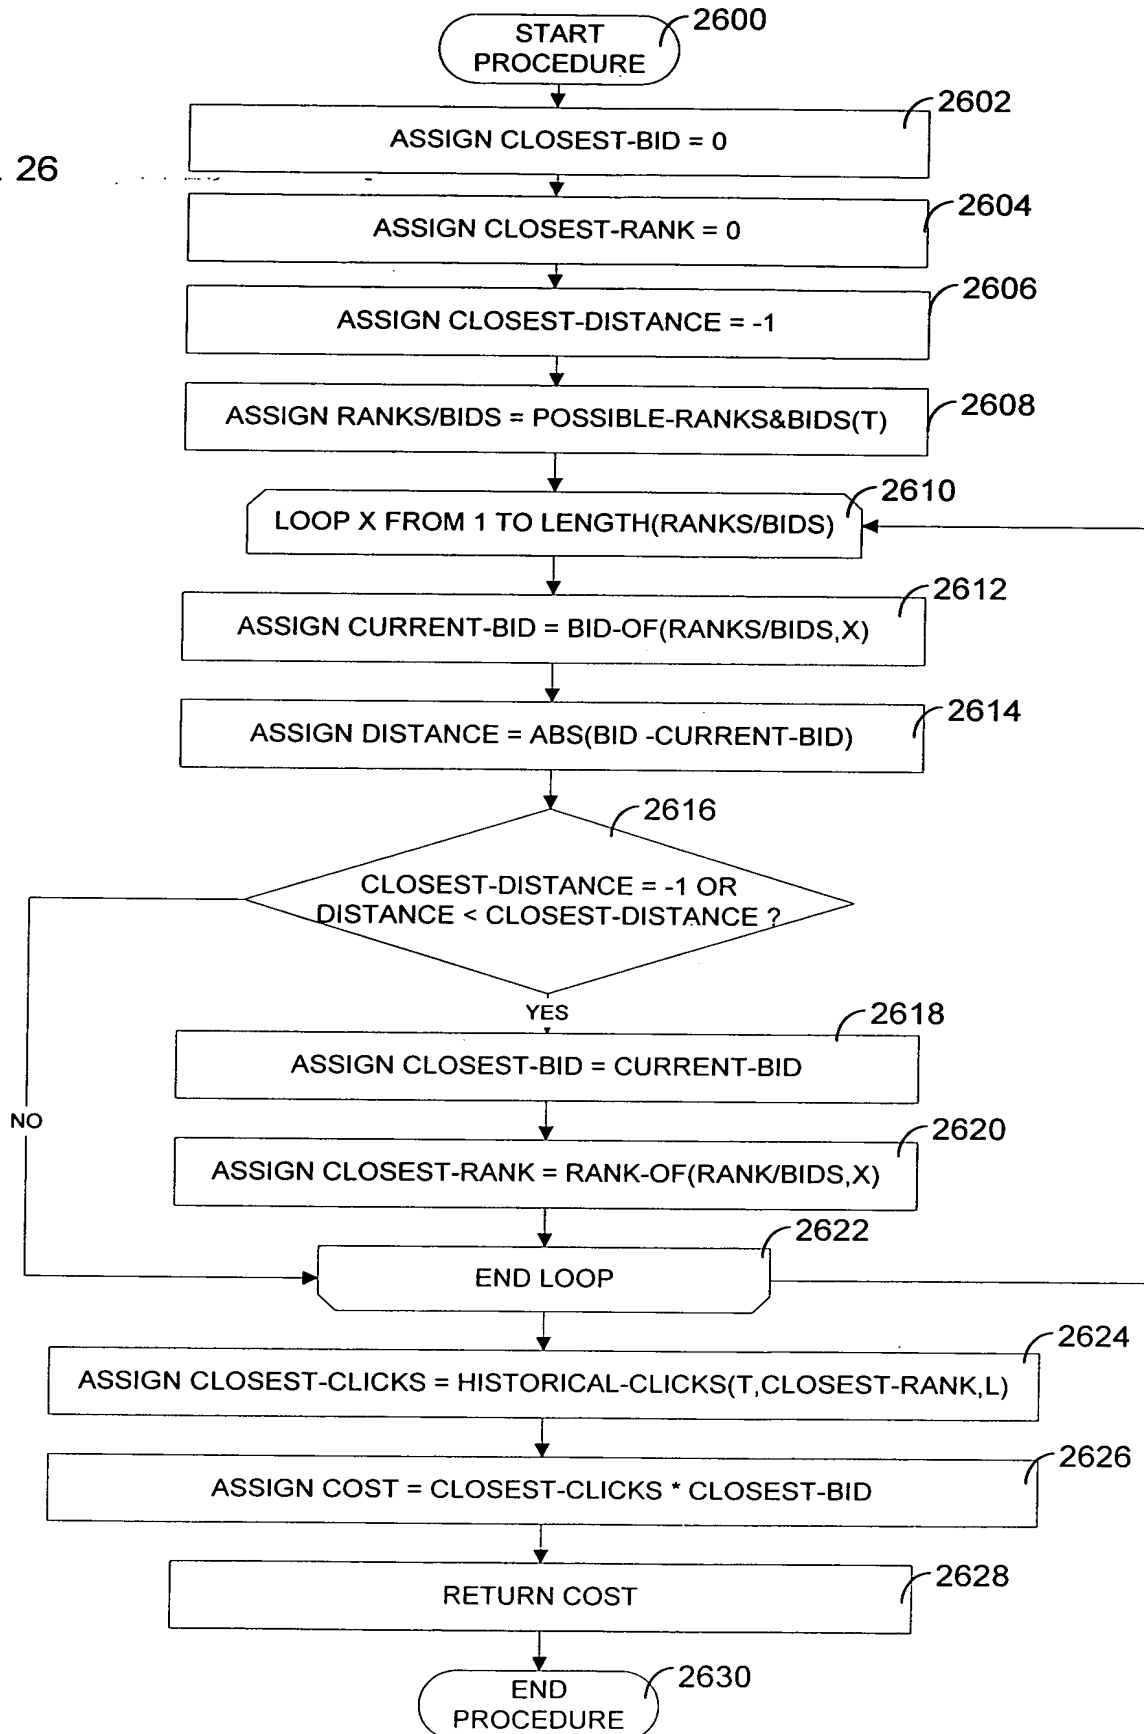 START
PROCEDURE
2600
ASSIGN CLOSEST-BID = 0
2602
. 26
ASSIGN CLOSEST-RANK = 0
2604
ASSIGN CLOSEST-DISTANCE = -1
2606
ASSIGN RANKS/BIDS = POSSIBLE-RANKS&BIDS(T)
2608
LOOP X FROM 1 TO LENGTH(RANKS/BIDS)
2610
ASSIGN CURRENT-BID = BID-OF(RANKS/BIDS,X)
2612
ASSIGN DISTANCE = ABS(BID -CURRENT-BID)
2614
2616
CLOSEST-DISTANCE = -1 OR
DISTANCE < CLOSEST-DISTANCE ?
YES
ASSIGN CLOSEST-BID = CURRENT-BID
2618
NO
ASSIGN CLOSEST-RANK = RANK-OF(RANK/BIDS,X)
2620
END LOOP
2622
ASSIGN CLOSEST-CLICKS = HISTORICAL-CLICKS(T,CLOSEST-RANK,L)
2624
ASSIGN COST = CLOSEST-CLICKS * CLOSEST-BID
2626
RETURN COST
2628
END
PROCEDURE
2630